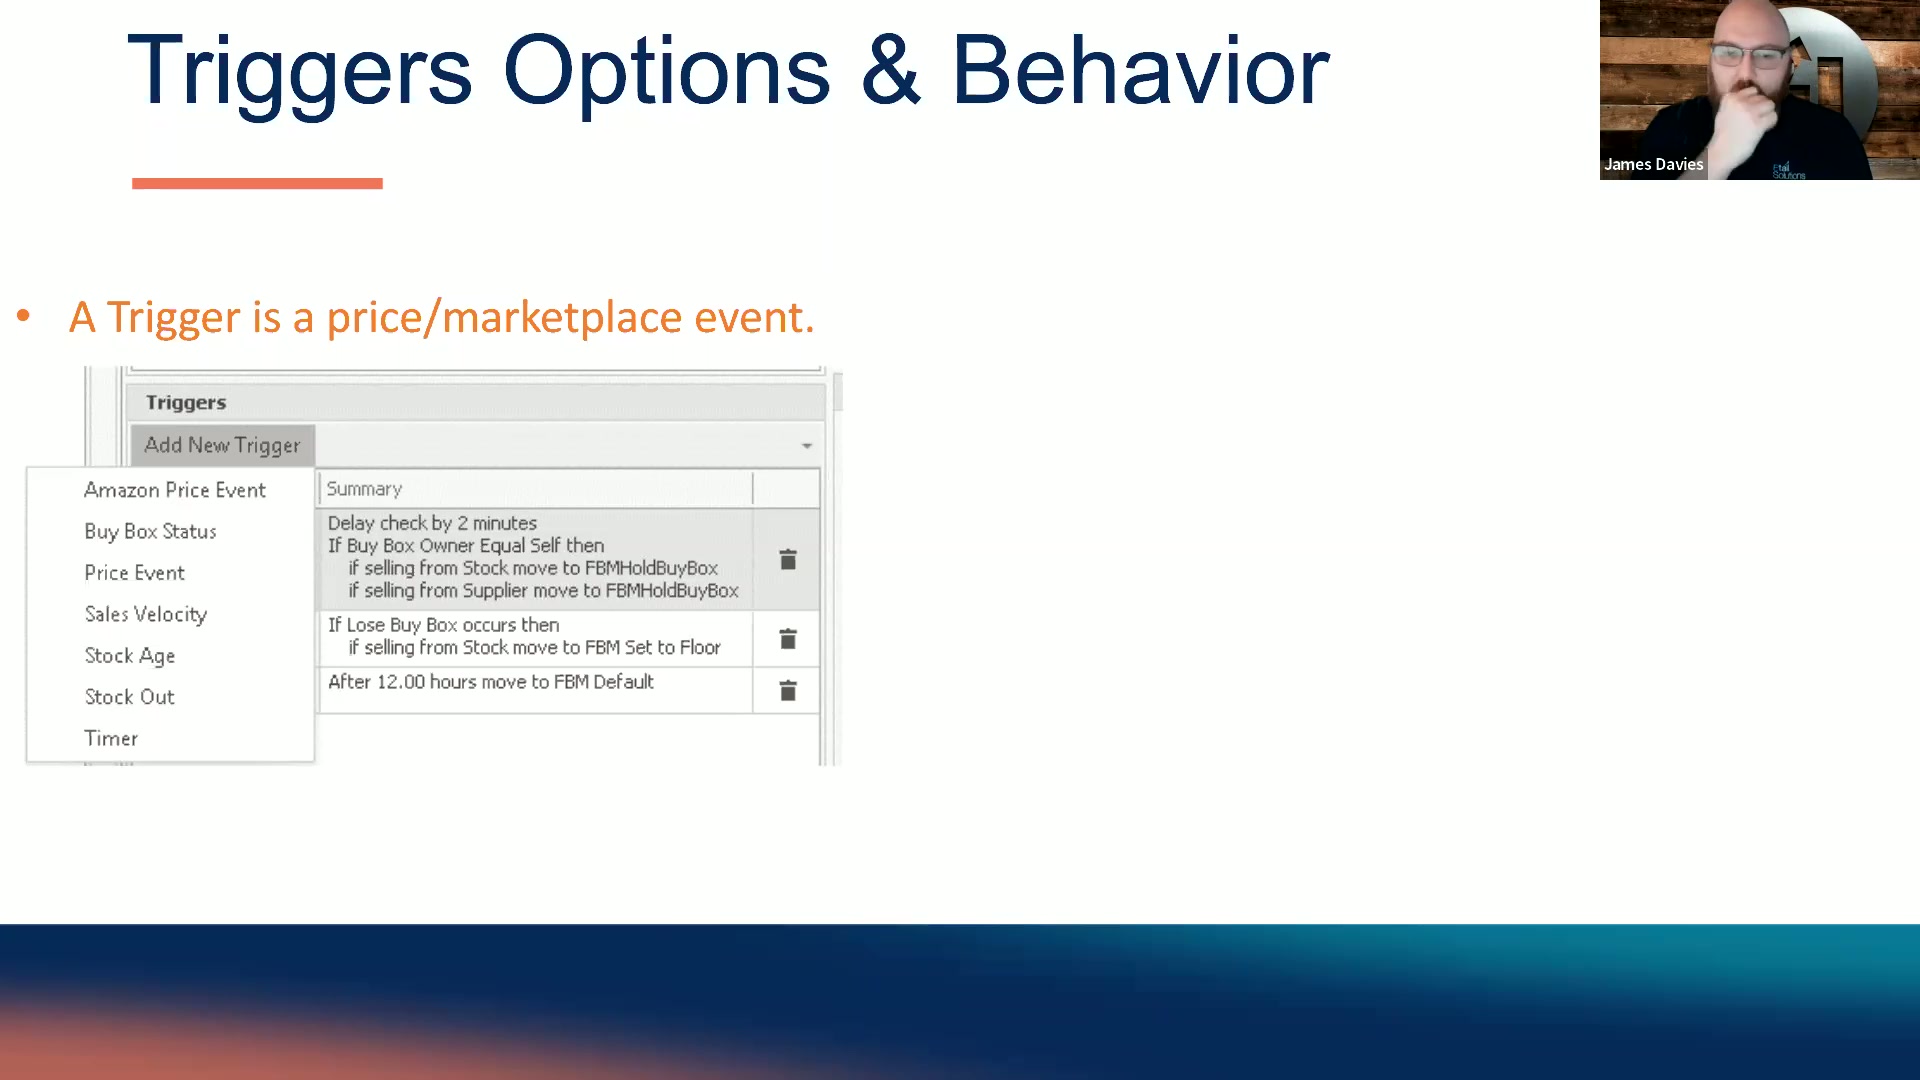 Triggers Options & Behavior
James Davies
Etail
Solutions
• A Trigger is a price/marketplace event.
Triggers
Add New Trigger
Amazon Price Event
Buy Box Status
Price Event
Sales Velocity
Stock Age
Stock Out
Timer
Summary
Delay check by 2 minutes
If Buy Box Owner Equal Self then
if selling from Stock move to FBMHoldBuyBox
if selling from Supplier move to FBMHoldBuyBox
If Lose Buy Box occurs then
if selling from Stock move to FBM Set to Floor
After 12.00 hours move to FBM Default